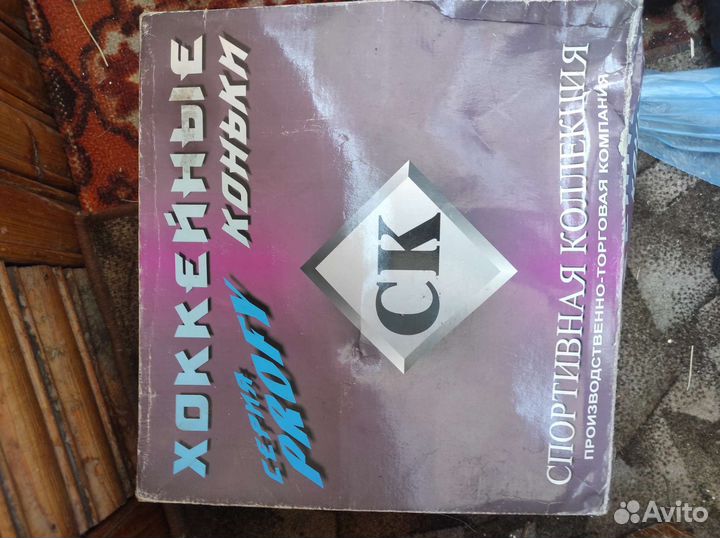 ХОККЕЙНЫЕ
КОНЬКИ
СЕРИЯ
PROFY
СК
СПОРТИВНАЯ КОЛЛЕКЦИЯ
ПРОИЗВОДСТВЕННО-ТОРГОВАЯ КОМПАНИЯ
Avito